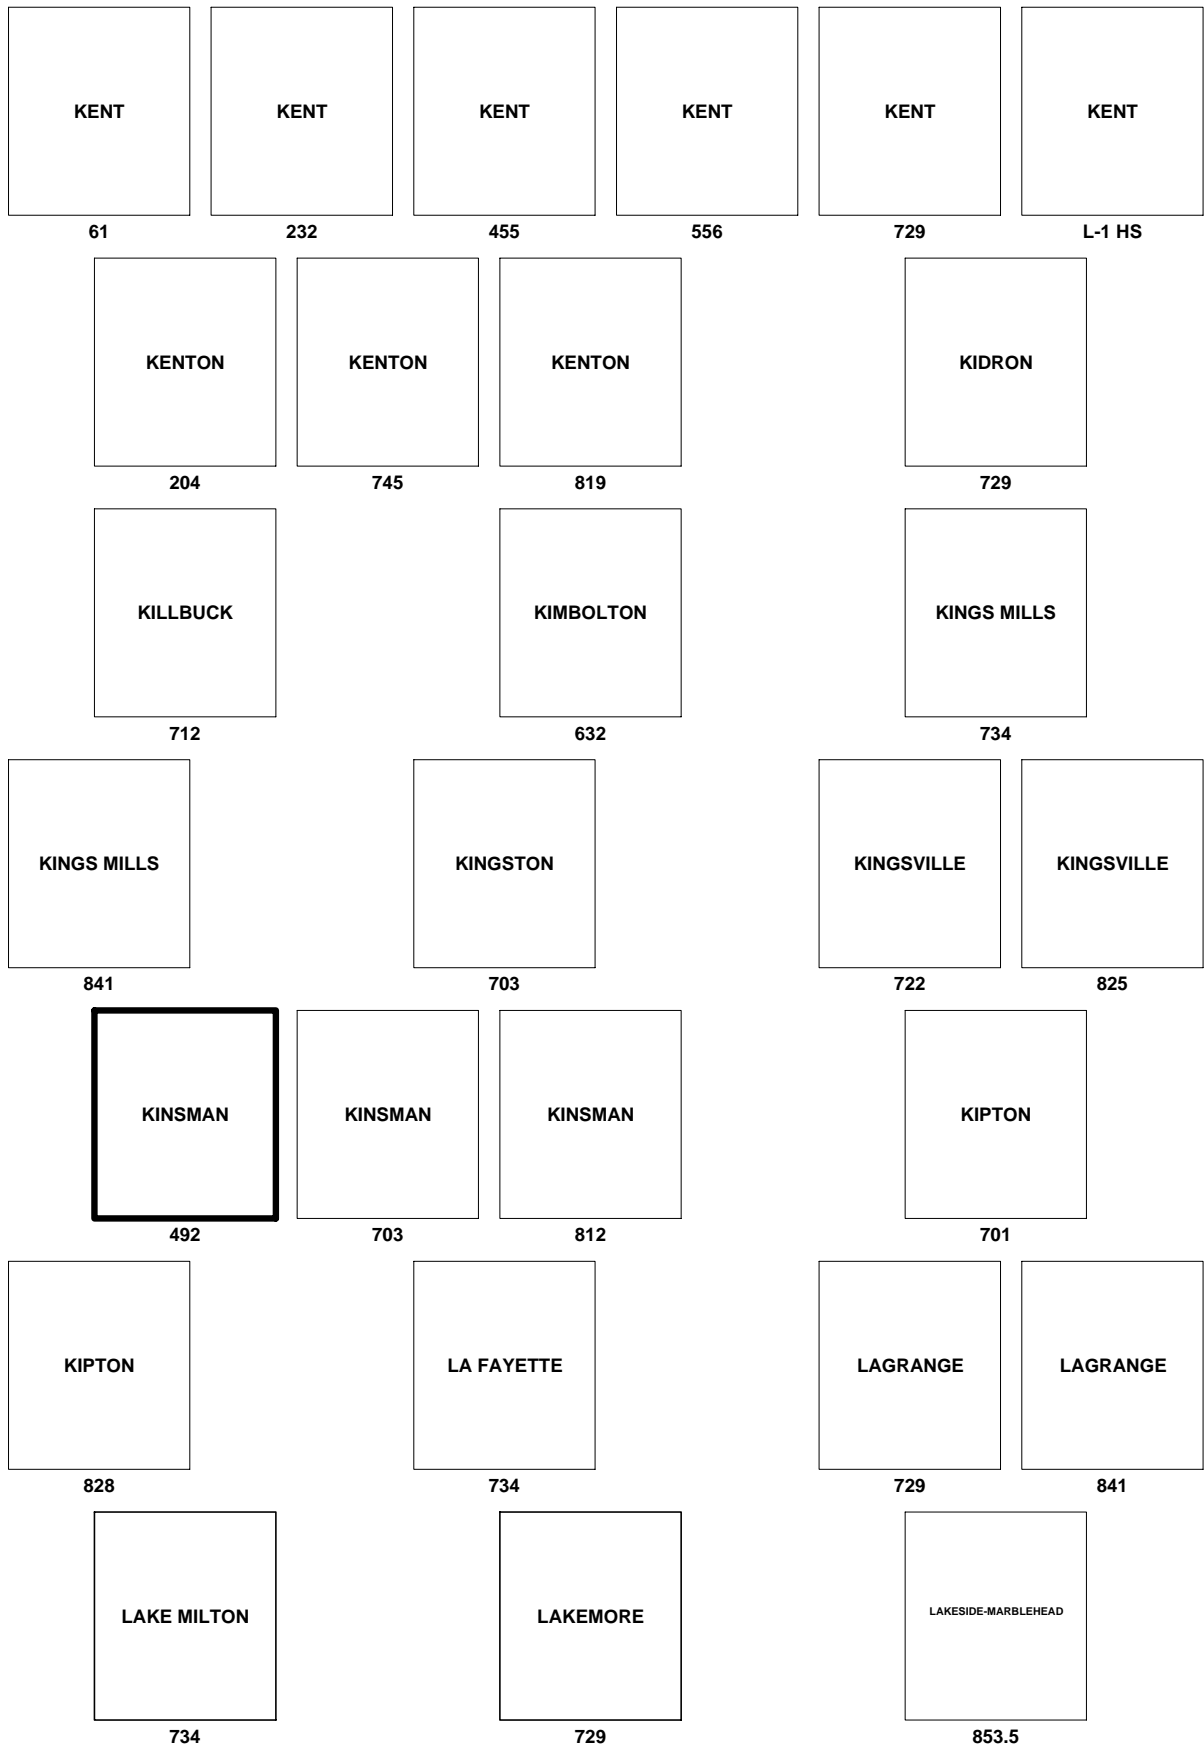 KENT KENT KENT KENT KENT KENT
61 232 455 556 729 L-1 HS
KENTON KENTON KENTON KIDRON
204 745 819 729
KILLBUCK KIMBOLTON KINGS MILLS
712 632 734
KINGS MILLS KINGSTON KINGSVILLE KINGSVILLE
841 703 722 825
KINSMAN KINSMAN KINSMAN KIPTON
492 703 812 701
KIPTON LA FAYETTE LAGRANGE LAGRANGE
828 734 729 841
LAKE MILTON LAKEMORE LAKESIDE-MARBLEHEAD
734 729 853.5